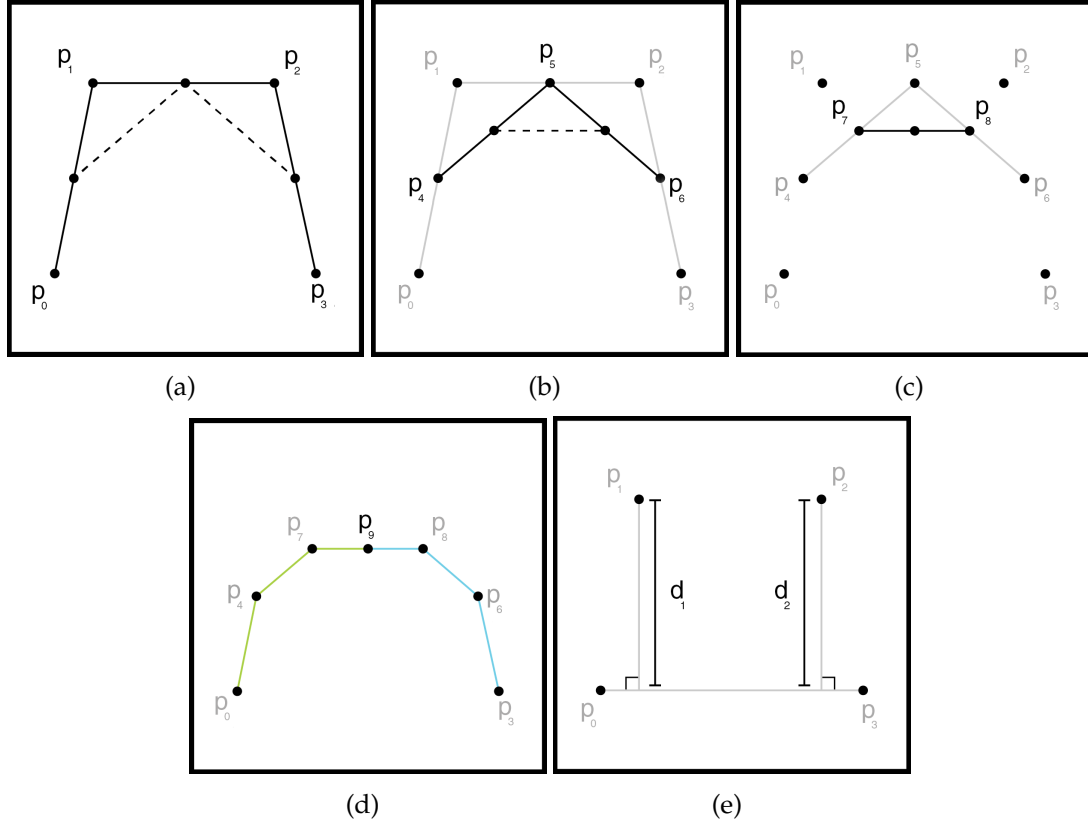 p₁ p₂
p₀ p₃
(a)
p₁ p₅ p₂
p₄ p₆
p₀ p₃
(b)
p₁ p₅ p₂
p₇ p₈
p₄ p₆
p₀ p₃
(c)
p₇ p₉ p₈
p₄ p₆
p₀ p₃
(d)
p₁ p₂
d₁ d₂
p₀ p₃
(e)